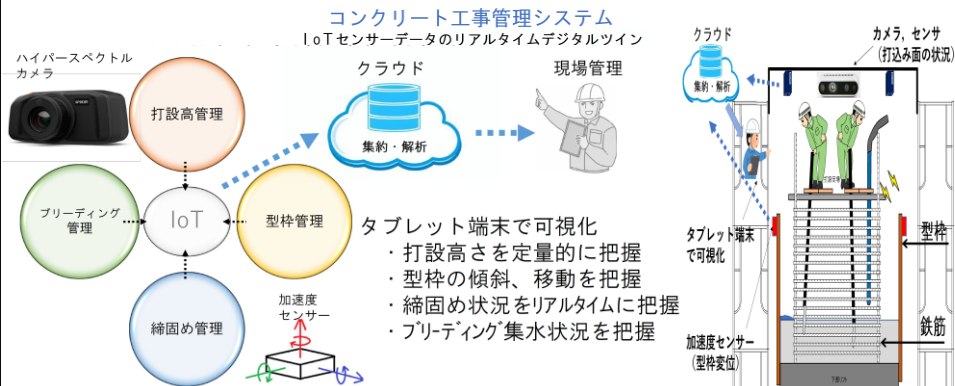 コンクリート工事管理システム
IoTセンサーデータのリアルタイムデジタルツイン
ハイパースペクトル
カメラ
打設高管理
ブリーディング
管理
IoT
型枠管理
締固め管理
加速度
センサー
クラウド
集約・解析
現場管理
タブレット端末で可視化
・打設高さを定量的に把握
・型枠の傾斜、移動を把握
・締固め状況をリアルタイムに把握
・ブリーディング集水状況を把握
クラウド
集約・解析
カメラ，センサ
（打込み面の状況）
タブレット端末
で可視化
型枠
加速度センサー
（型枠変位）
鉄筋